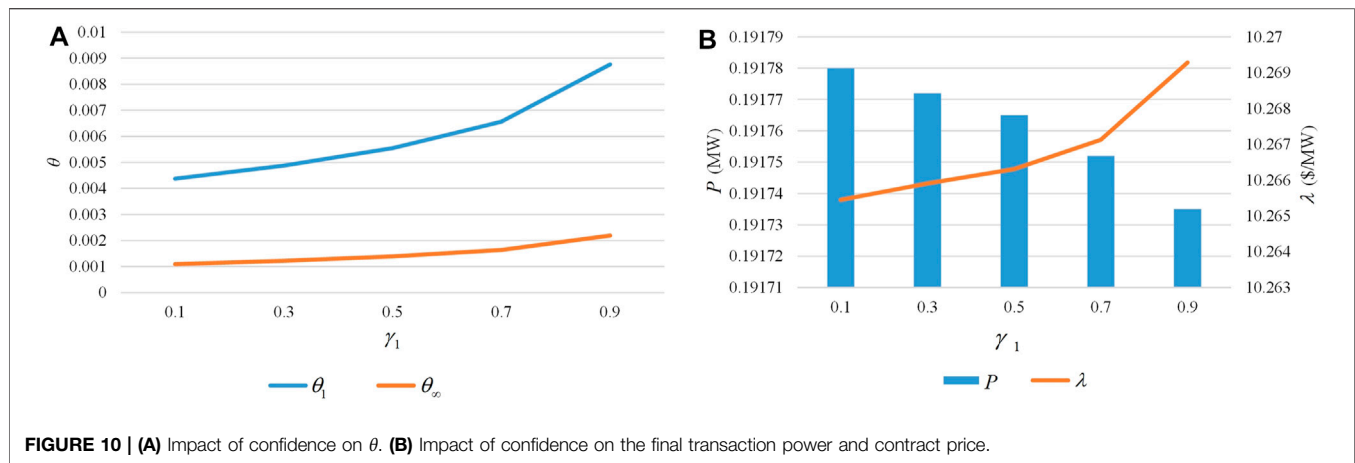 A
0.01
0.009
0.008
0.007
0.006
0.005
0.004
0.003
0.002
0.001
0
θ
0.1 0.3 0.5 0.7 0.9
γ1
θ1 θ∞
B
0.19179
0.19178
0.19177
0.19176
0.19175
0.19174
0.19173
0.19172
0.19171
P (MW)
10.27
10.269
10.268
10.267
10.266
10.265
10.264
10.263
λ ($/MW)
0.1 0.3 0.5 0.7 0.9
γ 1
P λ
FIGURE 10 | (A) Impact of confidence on θ. (B) Impact of confidence on the final transaction power and contract price.